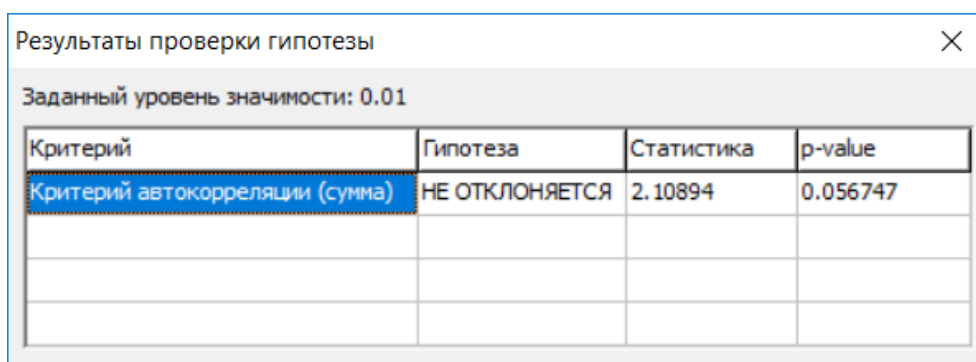 Результаты проверки гипотезы
Заданный уровень значимости: 0.01
Критерий Гипотеза Статистика p-value
Критерий автокорреляции (сумма) НЕ ОТКЛОНЯЕТСЯ 2.10894 0.056747